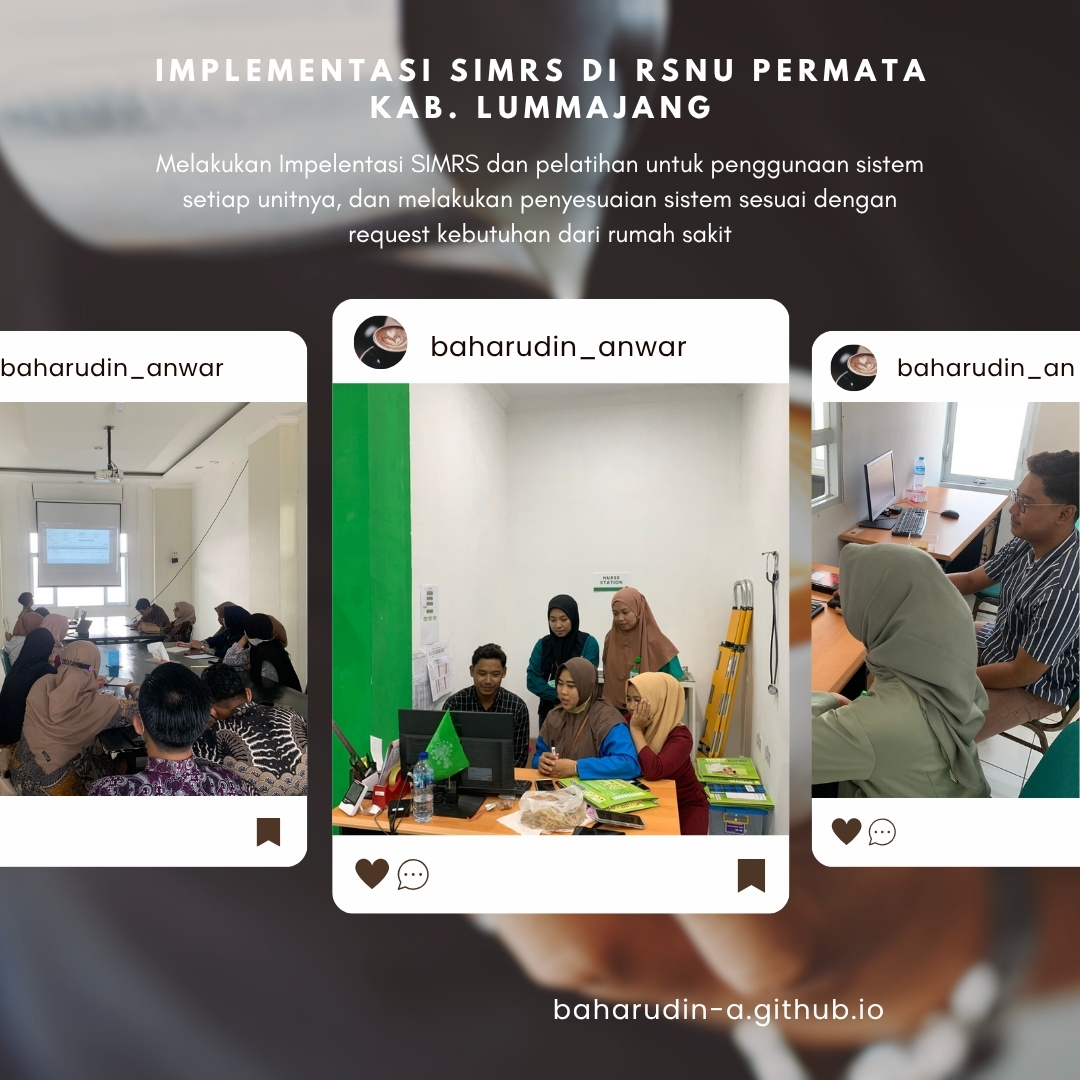 IMPLEMENTASI SIMRS DI RSNU PERMATA
KAB. LUMMAJANG
Melakukan Impelentasi SIMRS dan pelatihan untuk penggunaan sistem
setiap unitnya, dan melakukan penyesuaian sistem sesuai dengan
request kebutuhan dari rumah sakit
baharudin_anwar
baharudin_anwar
baharudin_an
NURSE
STATION
baharudin-a.github.io